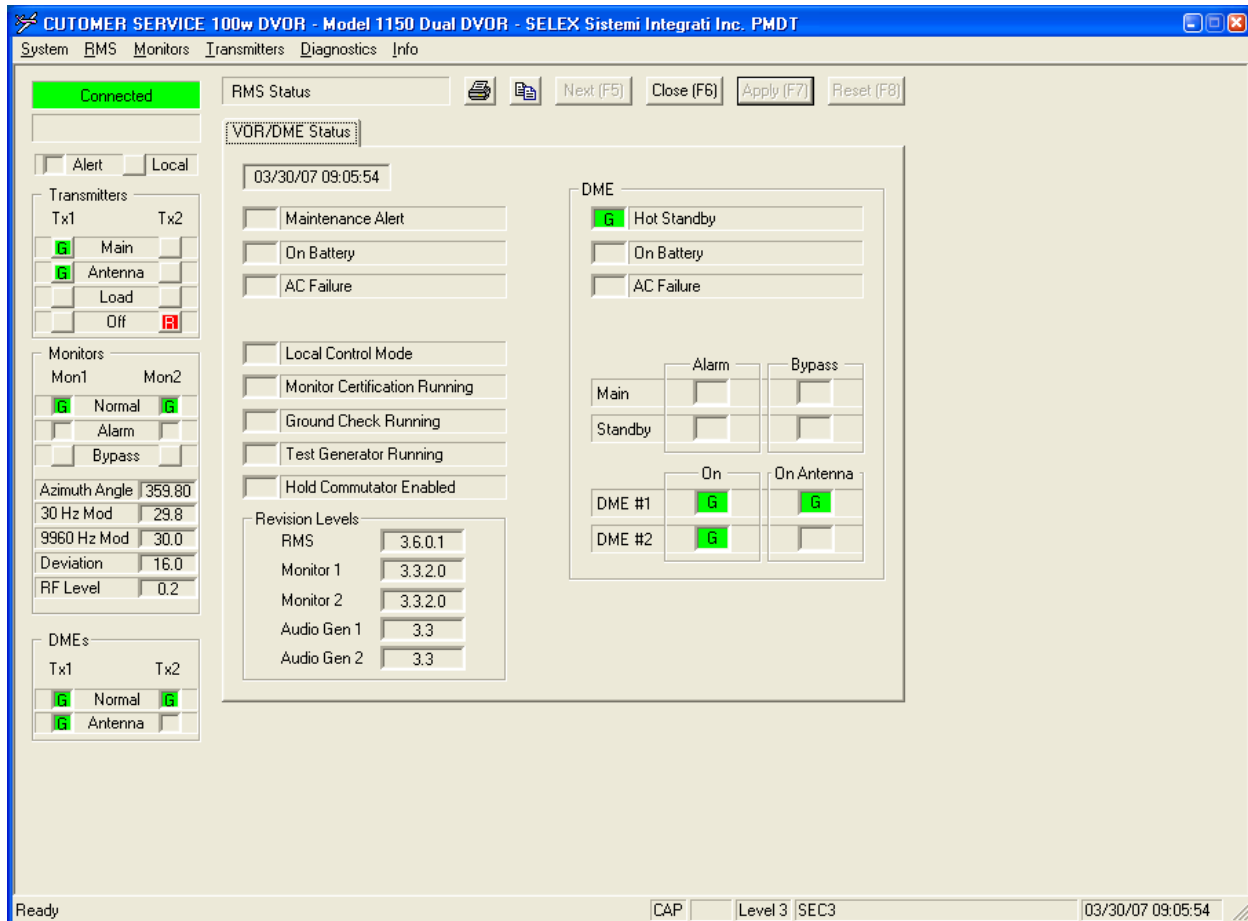 CUTOMER SERVICE 100w DVOR - Model 1150 Dual DVOR - SELEX Sistemi Integrati Inc. PMDT
System RMS Monitors Transmitters Diagnostics Info
Connected
RMS Status
Next (F5)
Close (F6)
Apply (F7)
Reset (F8)
Alert Local
Transmitters
Tx1 Tx2
G Main
G Antenna
Load
Off R
Monitors
Mon1 Mon2
G Normal G
Alarm
Bypass
Azimuth Angle 359.80
30 Hz Mod 29.8
9960 Hz Mod 30.0
Deviation 16.0
RF Level 0.2
DMEs
Tx1 Tx2
G Normal G
G Antenna
VOR/DME Status
03/30/07 09:05:54
Maintenance Alert
On Battery
AC Failure
Local Control Mode
Monitor Certification Running
Ground Check Running
Test Generator Running
Hold Commutator Enabled
Revision Levels
RMS 3.6.0.1
Monitor 1 3.3.2.0
Monitor 2 3.3.2.0
Audio Gen 1 3.3
Audio Gen 2 3.3
DME
G Hot Standby
On Battery
AC Failure
Alarm Bypass
Main
Standby
On On Antenna
DME #1 G G
DME #2 G
Ready
CAP
Level 3
SEC3
03/30/07 09:05:54